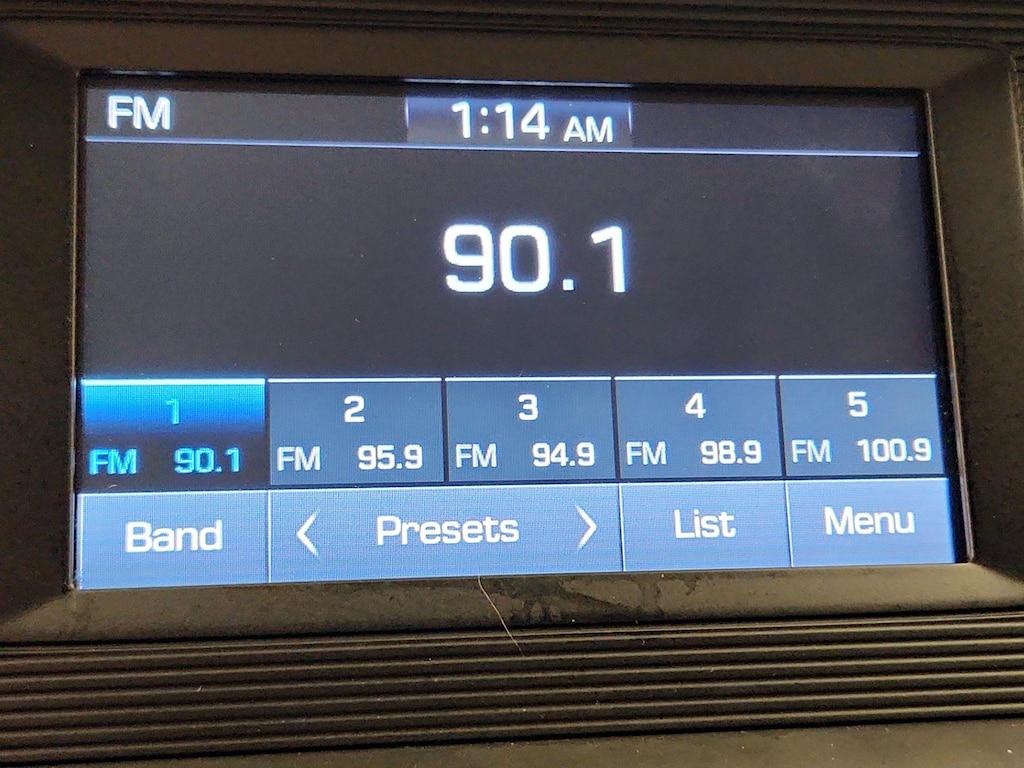 FM 1:14 AM
90.1
1 2 3 4 5
FM 90.1 FM 95.9 FM 94.9 FM 98.9 FM 100.9
Band < Presets > List Menu